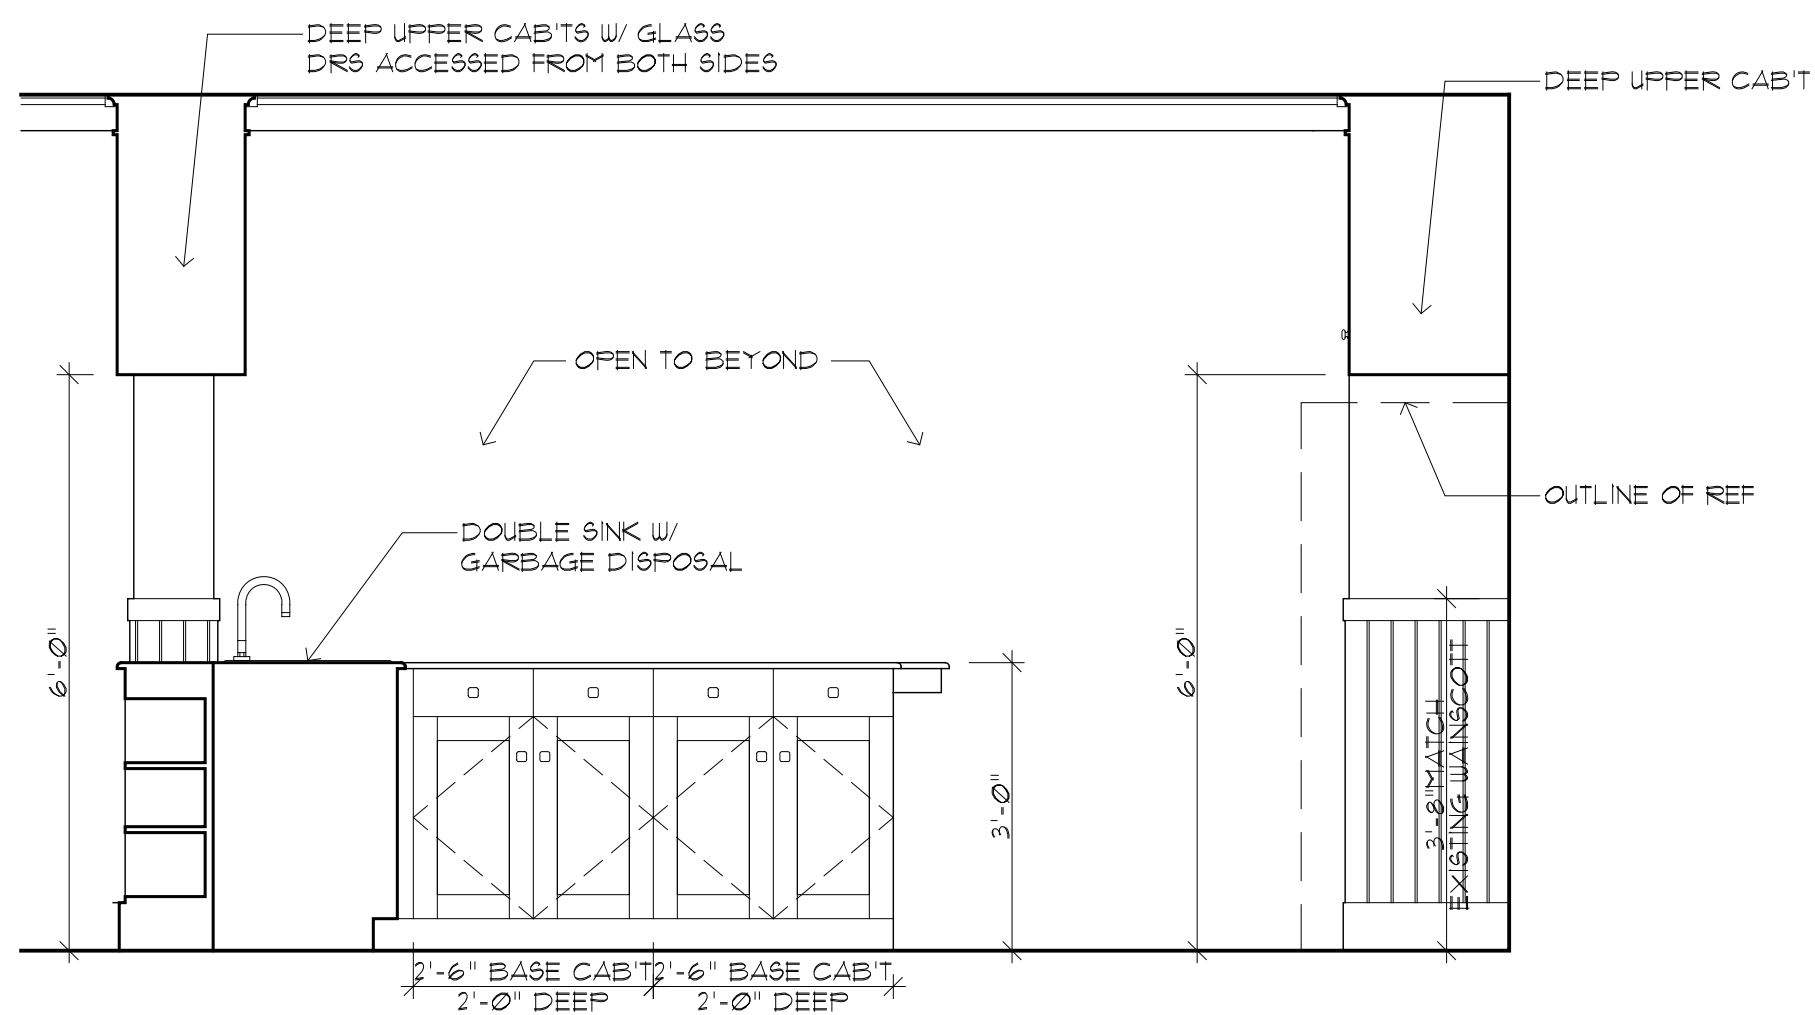 DEEP UPPER CAB'TS W/ GLASS
DRS ACCESSED FROM BOTH SIDES
DEEP UPPER CAB'T
OPEN TO BEYOND
OUTLINE OF REF
DOUBLE SINK W/
GARBAGE DISPOSAL
6'-0"
6'-0"
3'-0"
3'-8" MATCH
EXISTING WAINSCOTT
2'-6" BASE CAB'T
2'-0" DEEP
2'-6" BASE CAB'T
2'-0" DEEP